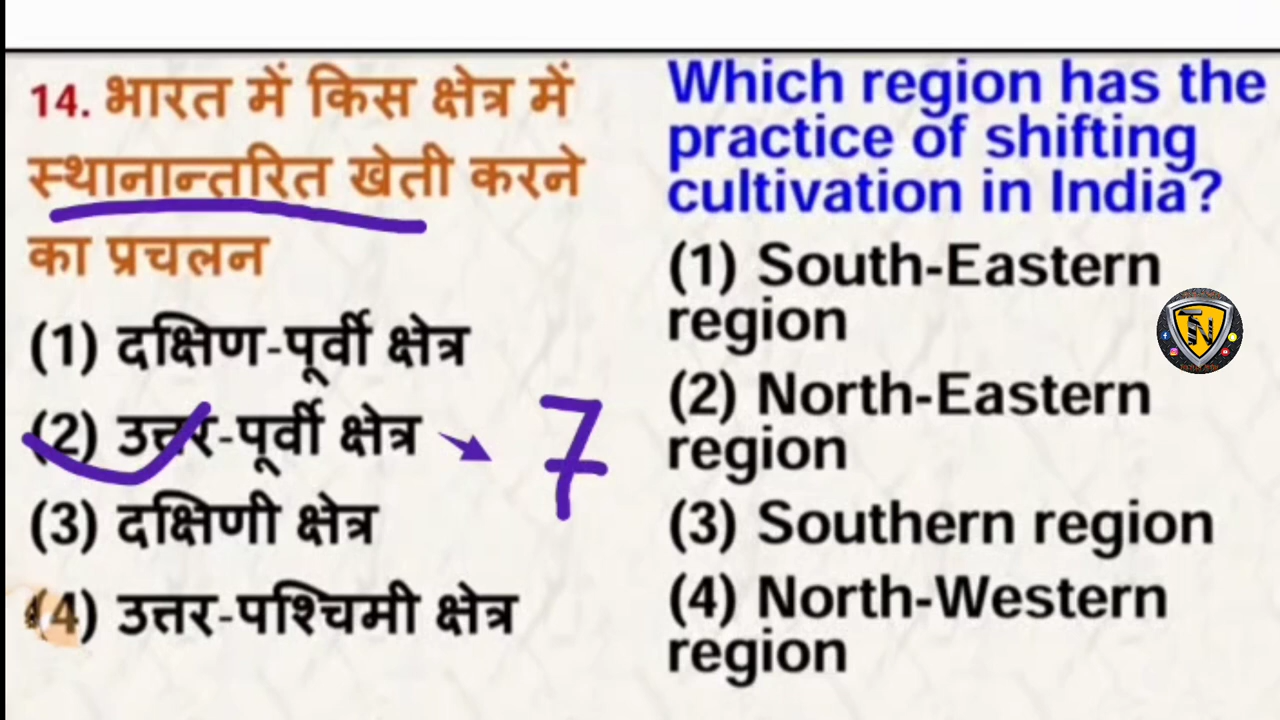 14. भारत में किस क्षेत्र में
स्थानान्तरित खेती करने
का प्रचलन
(1) दक्षिण-पूर्वी क्षेत्र
(2) उत्तर-पूर्वी क्षेत्र
7
(3) दक्षिणी क्षेत्र
(4) उत्तर-पश्चिमी क्षेत्र
Which region has the
practice of shifting
cultivation in India?
(1) South-Eastern
region
(2) North-Eastern
region
(3) Southern region
(4) North-Western
region
TN